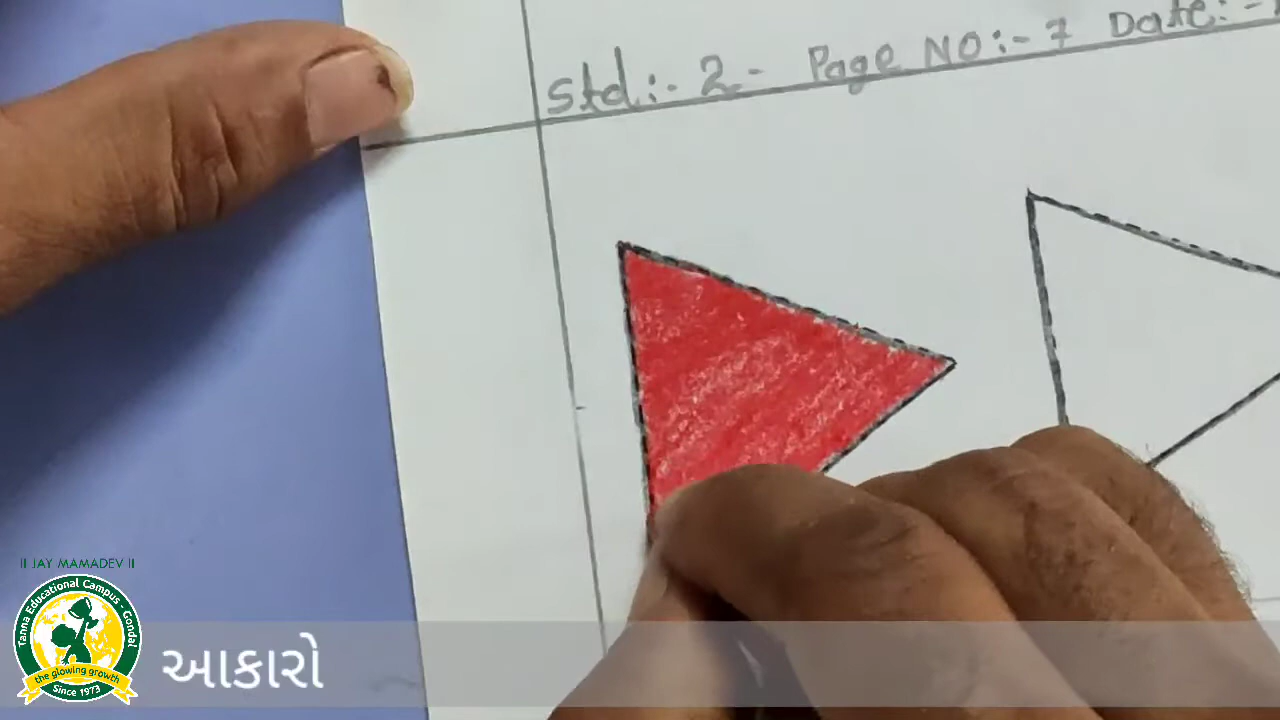 Std:- 2 - Page NO:- 7 Date:-
II JAY MAMADEV II
Tanna Educational Campus - Gondal
the glowing growth
Since 1973
આકારો